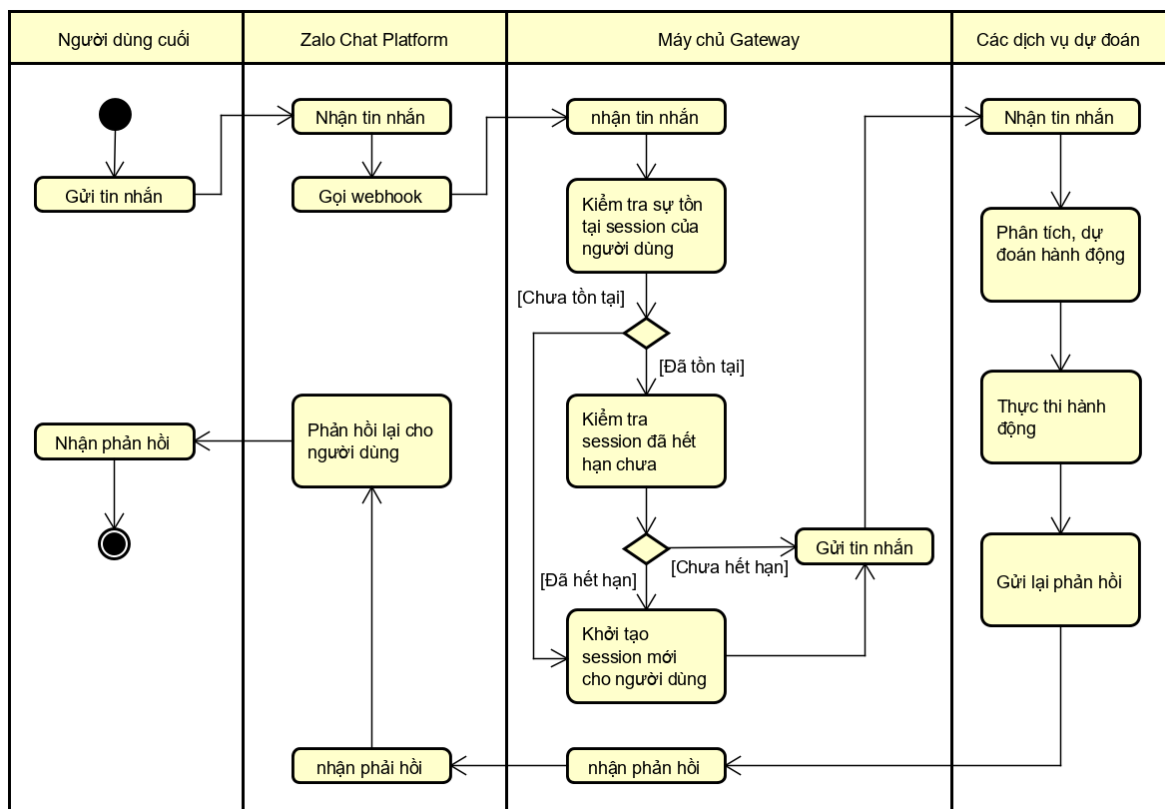 Người dùng cuối
Zalo Chat Platform
Máy chủ Gateway
Các dịch vụ dự đoán
Gửi tin nhắn
Nhận tin nhắn
Gọi webhook
nhận tin nhắn
Kiểm tra sự tồn
tại session của
người dùng
[Chưa tồn tại]
[Đã tồn tại]
Kiểm tra
session đã hết
hạn chưa
[Chưa hết hạn]
[Đã hết hạn]
Khởi tạo
session mới
cho người dùng
Gửi tin nhắn
Nhận tin nhắn
Phân tích, dự
đoán hành động
Thực thi hành
động
Gửi lại phản hồi
nhận phản hồi
nhận phải hồi
Phản hồi lại cho
người dùng
Nhận phản hồi